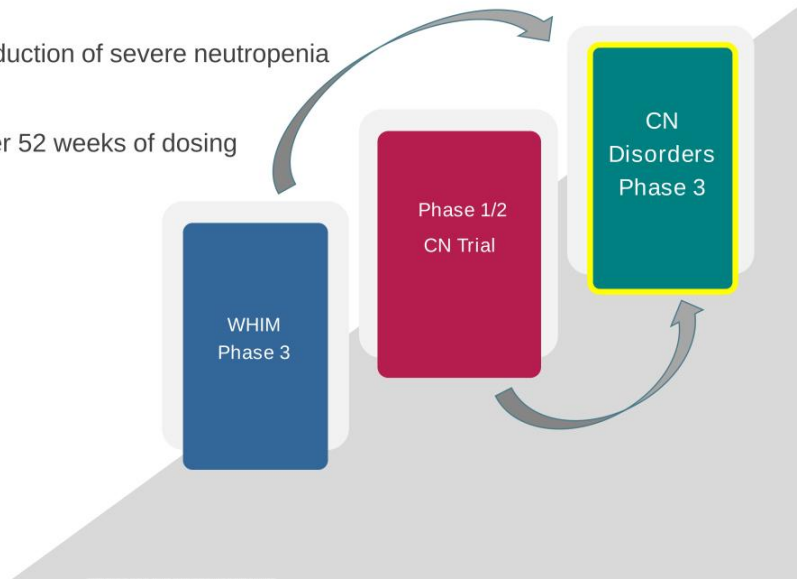 duction of severe neutropenia
er 52 weeks of dosing
CN
Disorders
Phase 3
Phase 1/2
CN Trial
WHIM
Phase 3